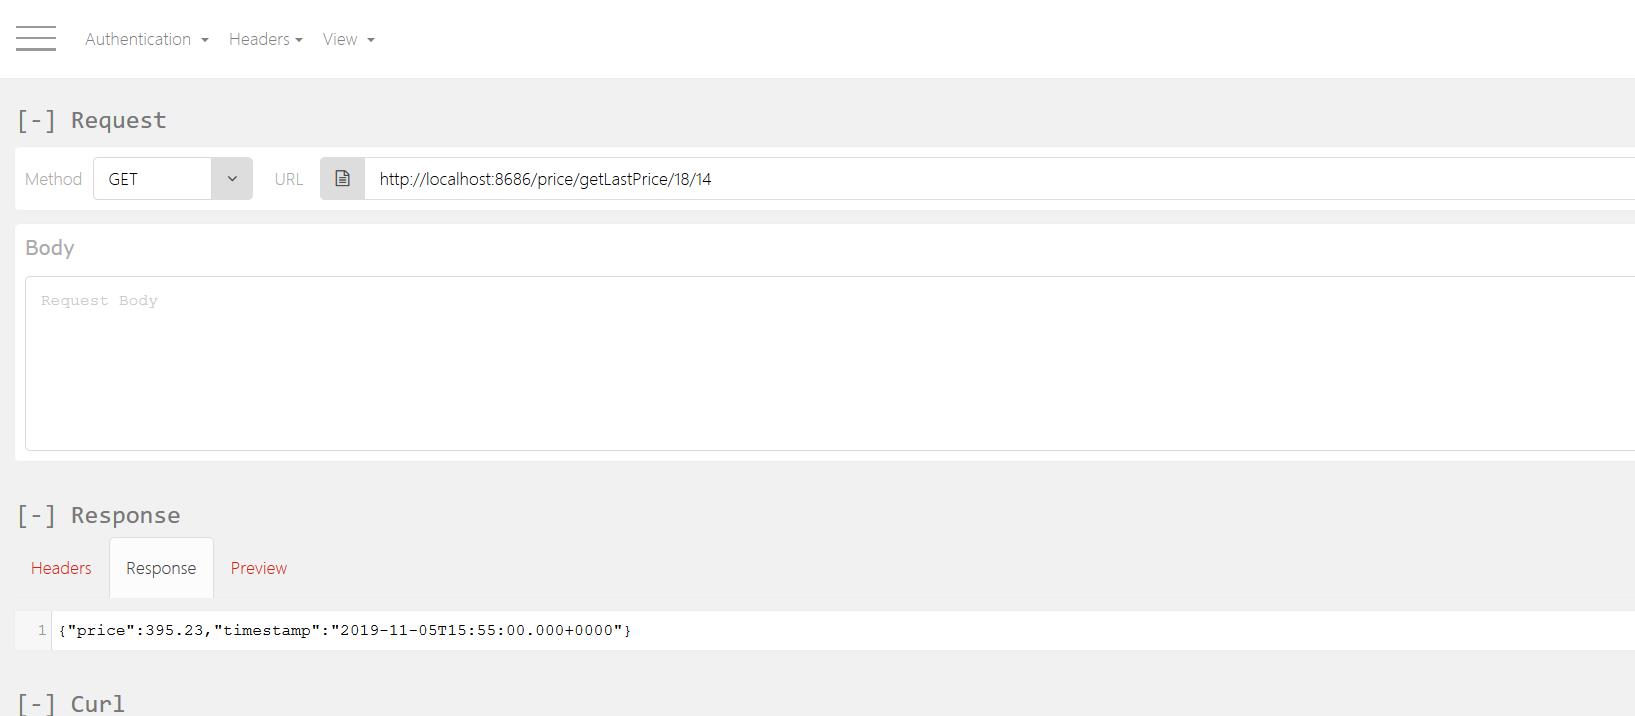 Authentication Headers View
[-] Request
Method GET URL http://localhost:8686/price/getLastPrice/18/14
Body
Request Body
[-] Response
Headers Response Preview
1 {"price":395.23,"timestamp":"2019-11-05T15:55:00.000+0000"}
[-] Curl